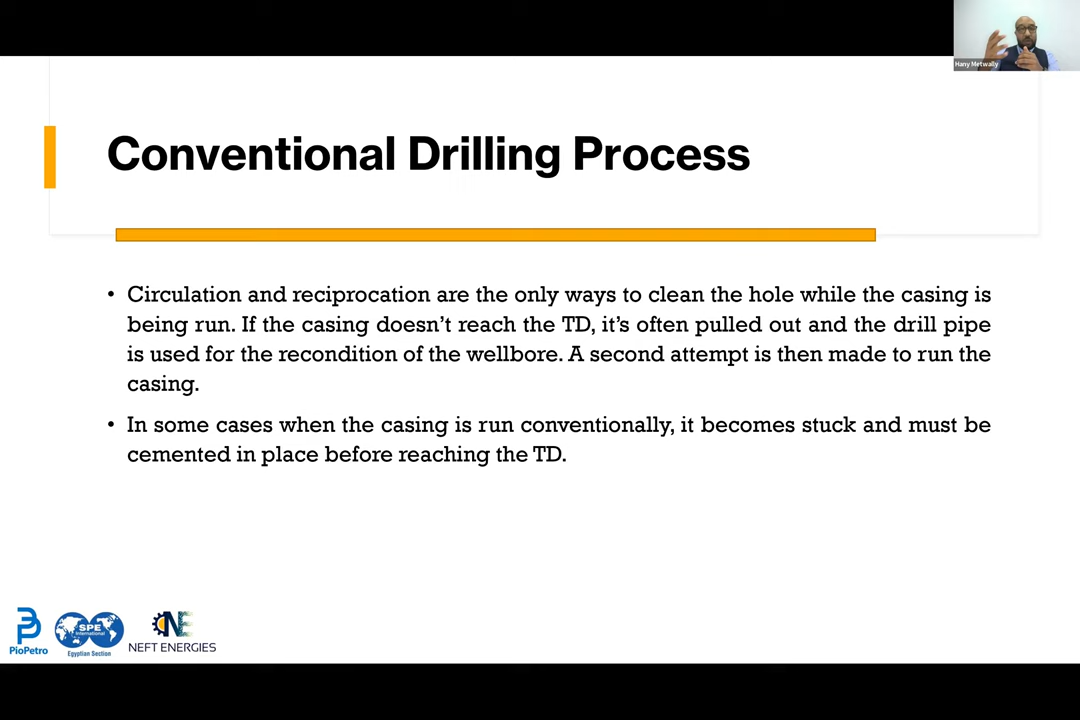 Hany Metwally
Conventional Drilling Process
• Circulation and reciprocation are the only ways to clean the hole while the casing is
being run. If the casing doesn’t reach the TD, it’s often pulled out and the drill pipe
is used for the recondition of the wellbore. A second attempt is then made to run the
casing.
• In some cases when the casing is run conventionally, it becomes stuck and must be
cemented in place before reaching the TD.
PioPetro
SPE
International
Egyptian Section
NE
NEFT ENERGIES